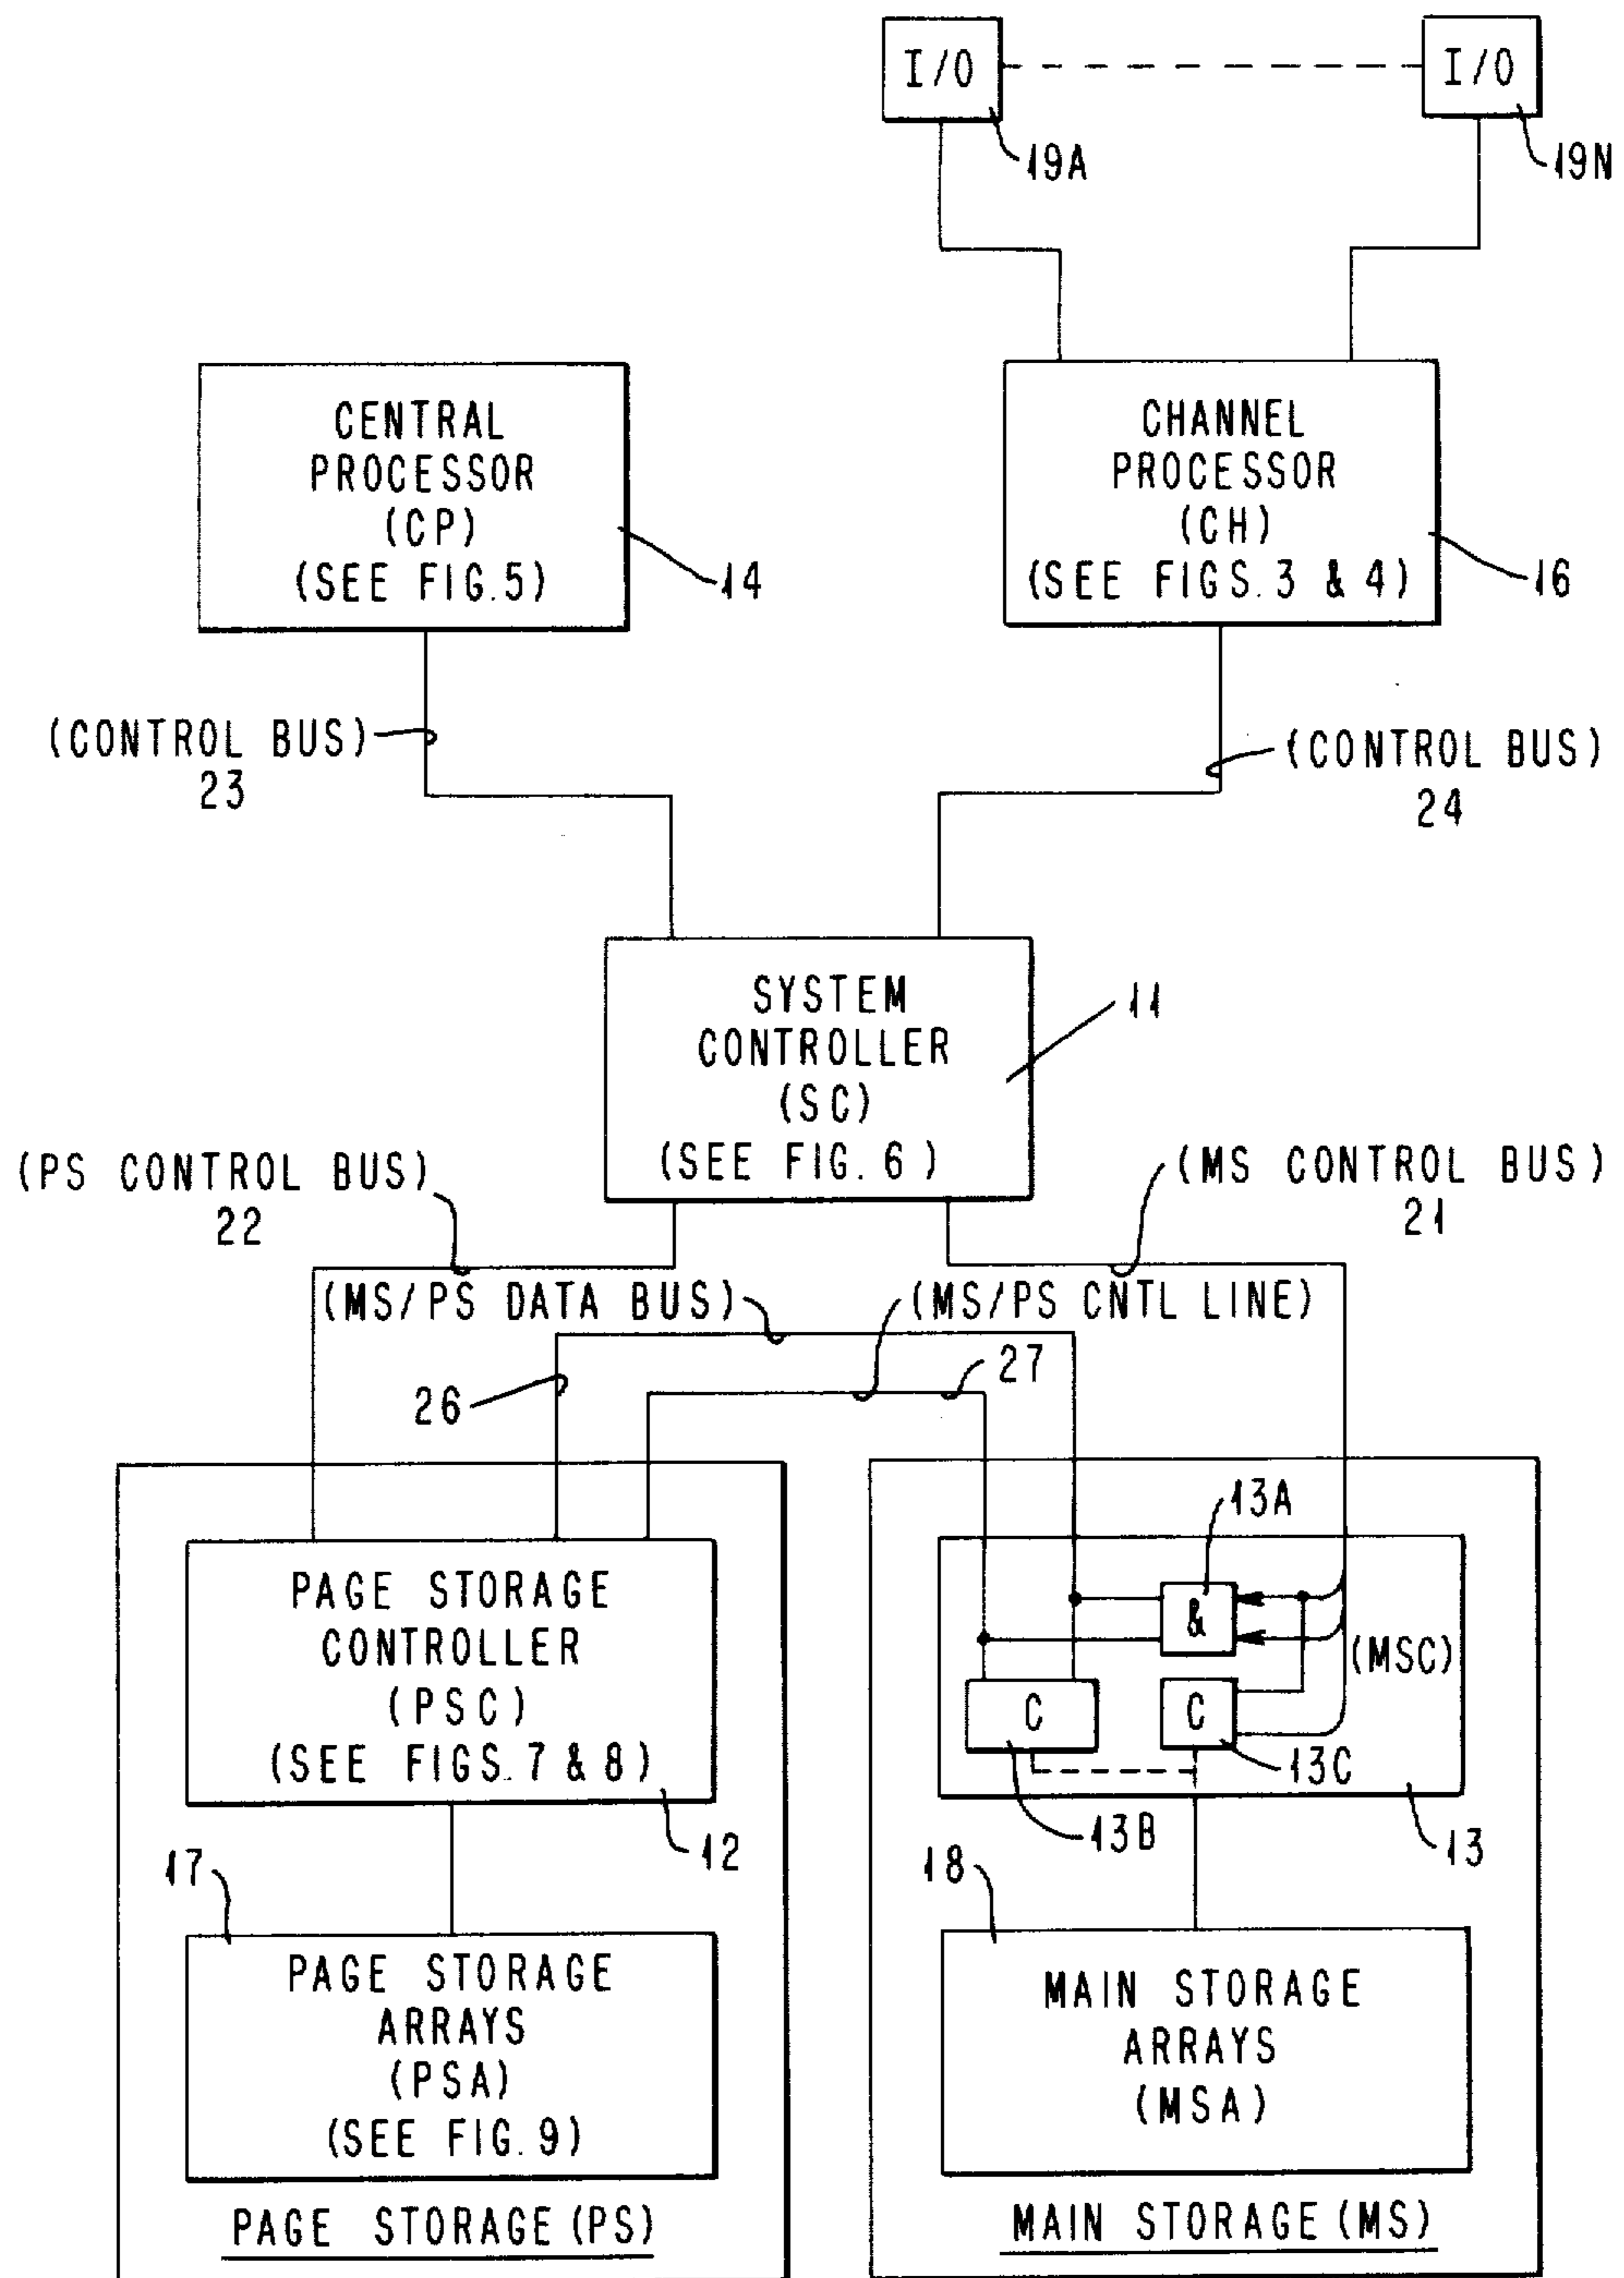 I/O
I/O
19A
19N
CENTRAL
PROCESSOR
(CP)
(SEE FIG.5)
14
CHANNEL
PROCESSOR
(CH)
(SEE FIGS.3 & 4)
16
(CONTROL BUS)
23
(CONTROL BUS)
24
SYSTEM
CONTROLLER
(SC)
(SEE FIG.6)
11
(PS CONTROL BUS)
22
(MS CONTROL BUS)
21
(MS/PS DATA BUS)
(MS/PS CNTL LINE)
26
27
PAGE STORAGE
CONTROLLER
(PSC)
(SEE FIGS.7 & 8)
12
13A
&
(MSC)
C
C
13C
13B
13
17
PAGE STORAGE
ARRAYS
(PSA)
(SEE FIG.9)
PAGE STORAGE (PS)
18
MAIN STORAGE
ARRAYS
(MSA)
MAIN STORAGE (MS)